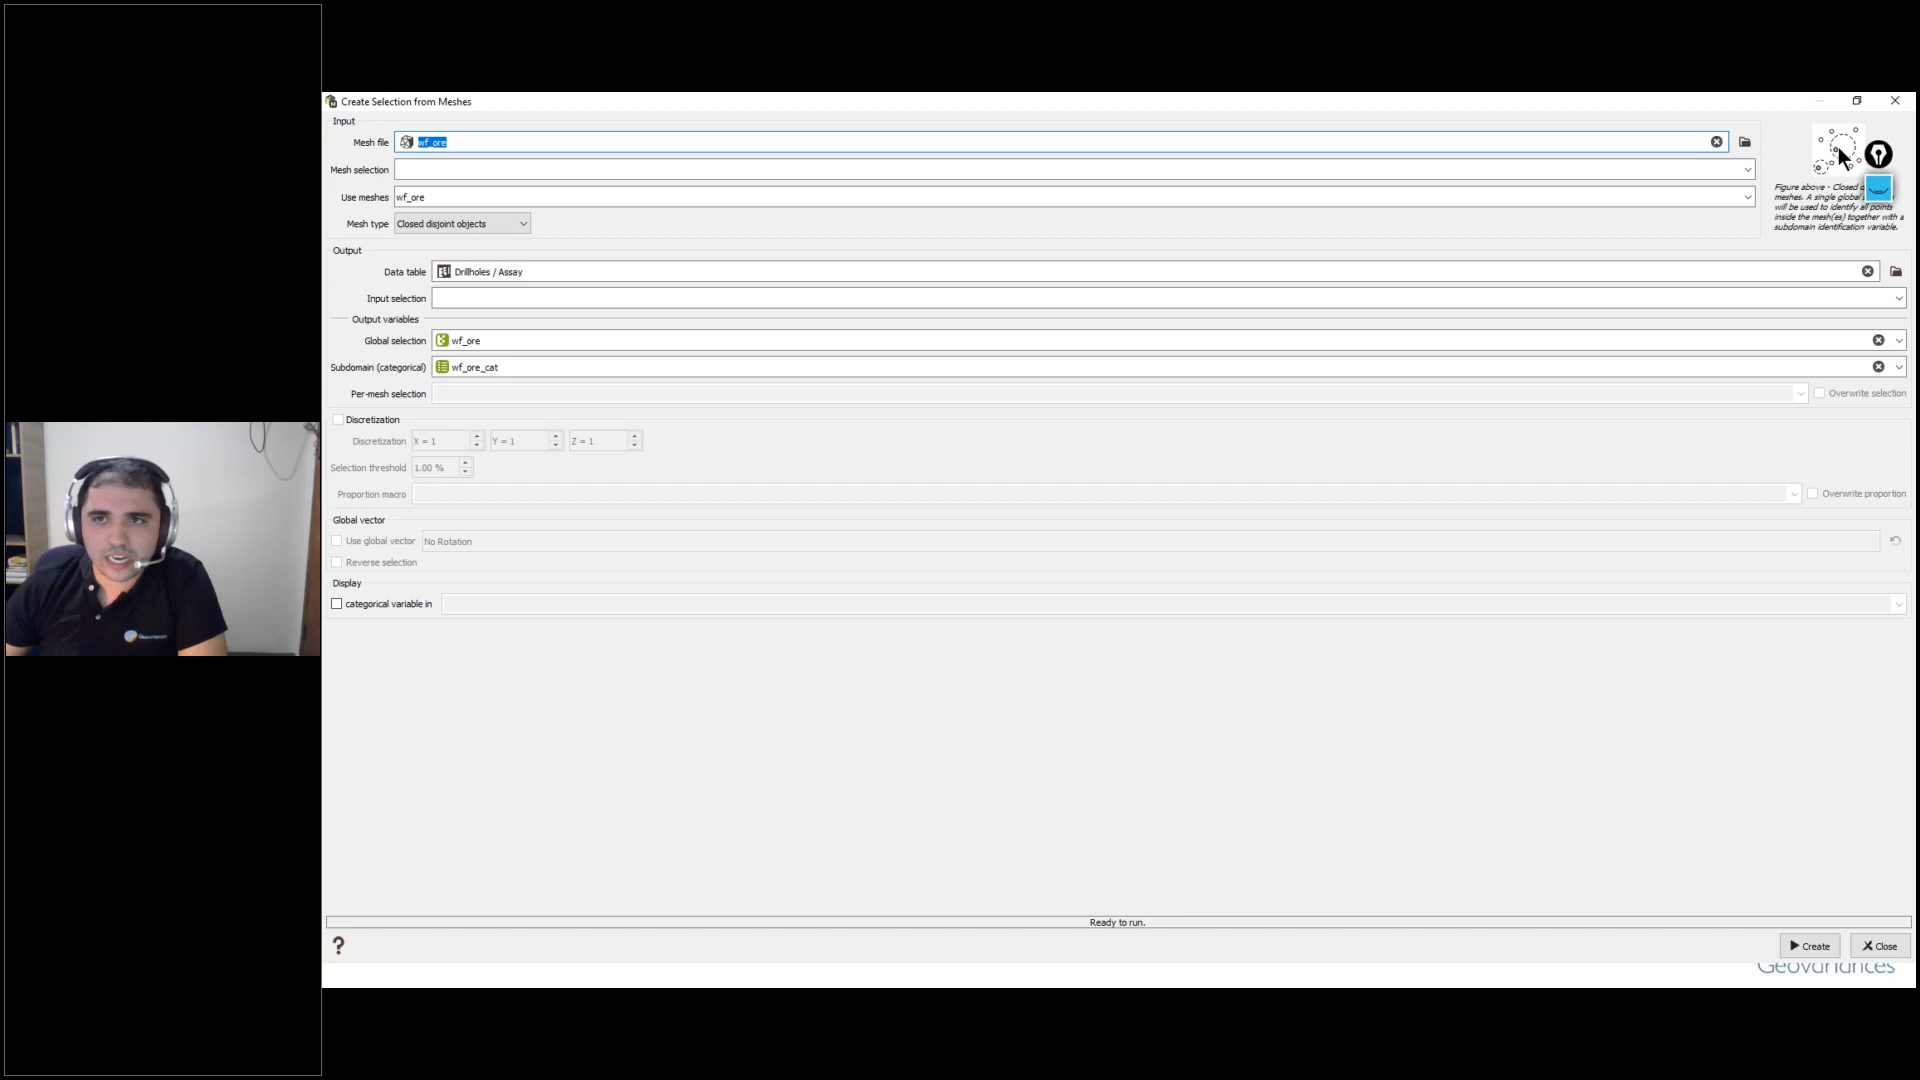 Create Selection from Meshes
Input
Mesh file wf_ore
Mesh selection
Use meshes wf_ore
Mesh type Closed disjoint objects
Figure above - Closed
meshes. A single global
will be used to identify all points
inside the mesh(es) together with a
subdomain identification variable.
Output
Data table Drillholes / Assay
Input selection
Output variables
Global selection wf_ore
Subdomain (categorical) wf_ore_cat
Per-mesh selection Overwrite selection
Discretization
Discretization X = 1 Y = 1 Z = 1
Selection threshold 1.00 %
Proportion macro Overwrite proportion
Global vector
Use global vector No Rotation
Reverse selection
Display
categorical variable in
Ready to run.
? Create Close
Geovariances
Geovariances